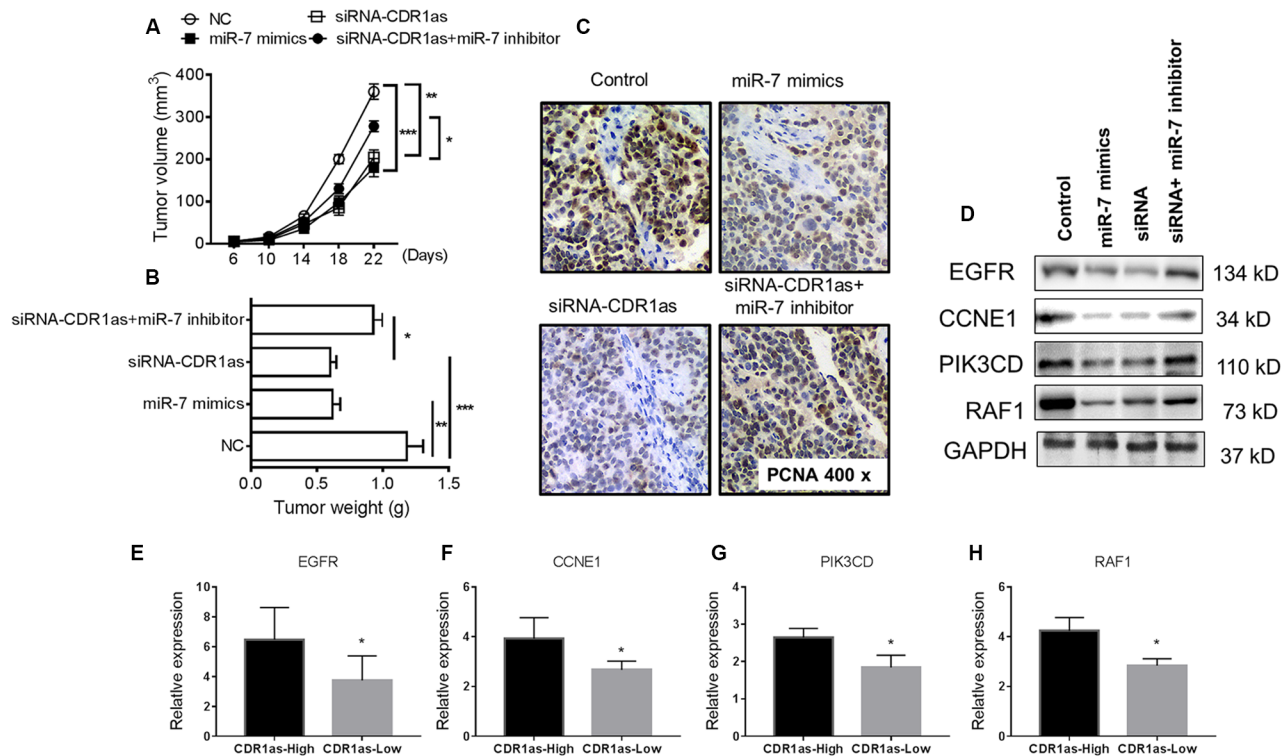 A
NC
siRNA-CDR1as
miR-7 mimics
siRNA-CDR1as+miR-7 inhibitor
Tumor volume (mm3)
400
300
200
100
0
6 10 14 18 22 (Days)
**
***
*
B
siRNA-CDR1as+miR-7 inhibitor
siRNA-CDR1as
miR-7 mimics
NC
*
**
***
0.0 0.5 1.0 1.5
Tumor weight (g)
C
Control
miR-7 mimics
siRNA-CDR1as
siRNA-CDR1as+
miR-7 inhibitor
PCNA 400 x
D
Control
miR-7 mimics
siRNA
siRNA+ miR-7 inhibitor
EGFR 134 kD
CCNE1 34 kD
PIK3CD 110 kD
RAF1 73 kD
GAPDH 37 kD
E
EGFR
Relative expression
10
8
6
4
2
0
*
CDR1as-High CDR1as-Low
F
CCNE1
Relative expression
6
4
2
0
*
CDR1as-High CDR1as-Low
G
PIK3CD
Relative expression
4
3
2
1
0
*
CDR1as-High CDR1as-Low
H
RAF1
Relative expression
6
4
2
0
*
CDR1as-High CDR1as-Low